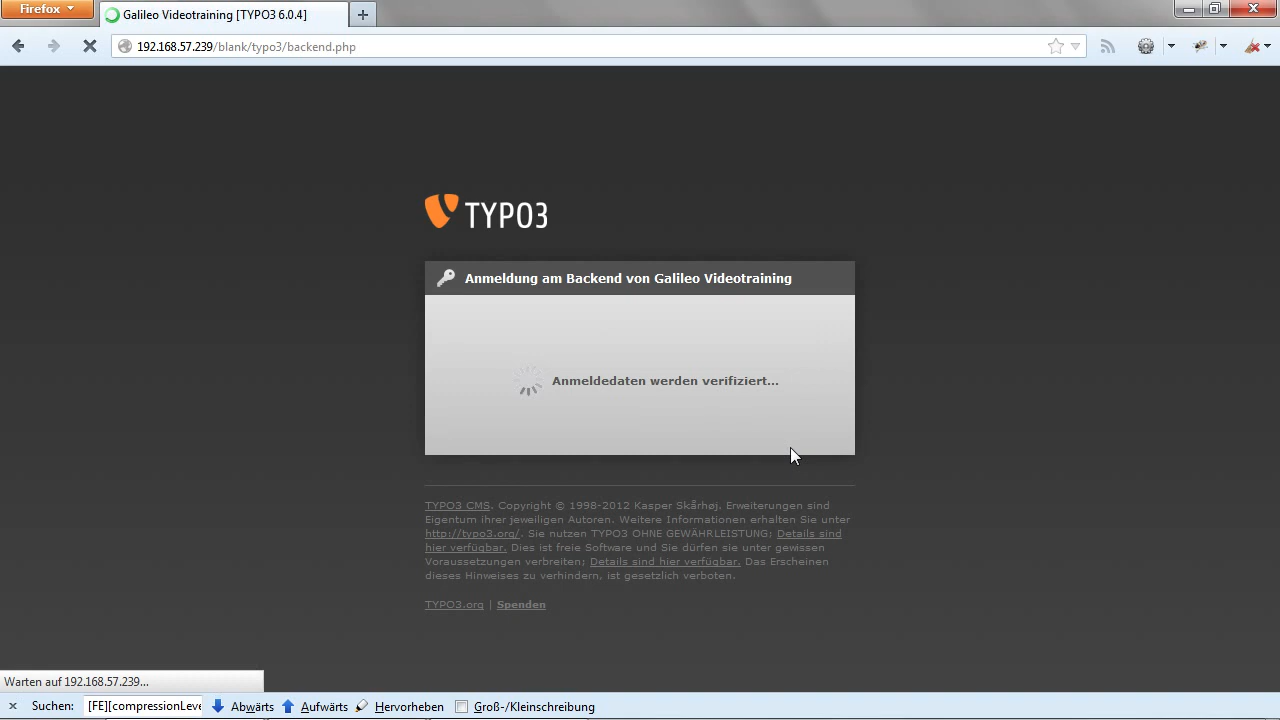 Firefox
Galileo Videotraining [TYPO3 6.0.4]
192.168.57.239/blank/typo3/backend.php
TYPO3
Anmeldung am Backend von Galileo Videotraining
Anmeldedaten werden verifiziert...
TYPO3 CMS. Copyright © 1998-2012 Kasper Skårhøj. Erweiterungen sind
Eigentum ihrer jeweiligen Autoren. Weitere Informationen erhalten Sie unter
http://typo3.org/. Sie nutzen TYPO3 OHNE GEWÄHRLEISTUNG; Details sind
hier verfügbar. Dies ist freie Software und Sie dürfen sie unter gewissen
Voraussetzungen verbreiten; Details sind hier verfügbar. Das Erscheinen
dieses Hinweises zu verhindern, ist gesetzlich verboten.
TYPO3.org | Spenden
Warten auf 192.168.57.239...
Suchen: [FE][compressionLeve Abwärts Aufwärts Hervorheben Groß-/Kleinschreibung